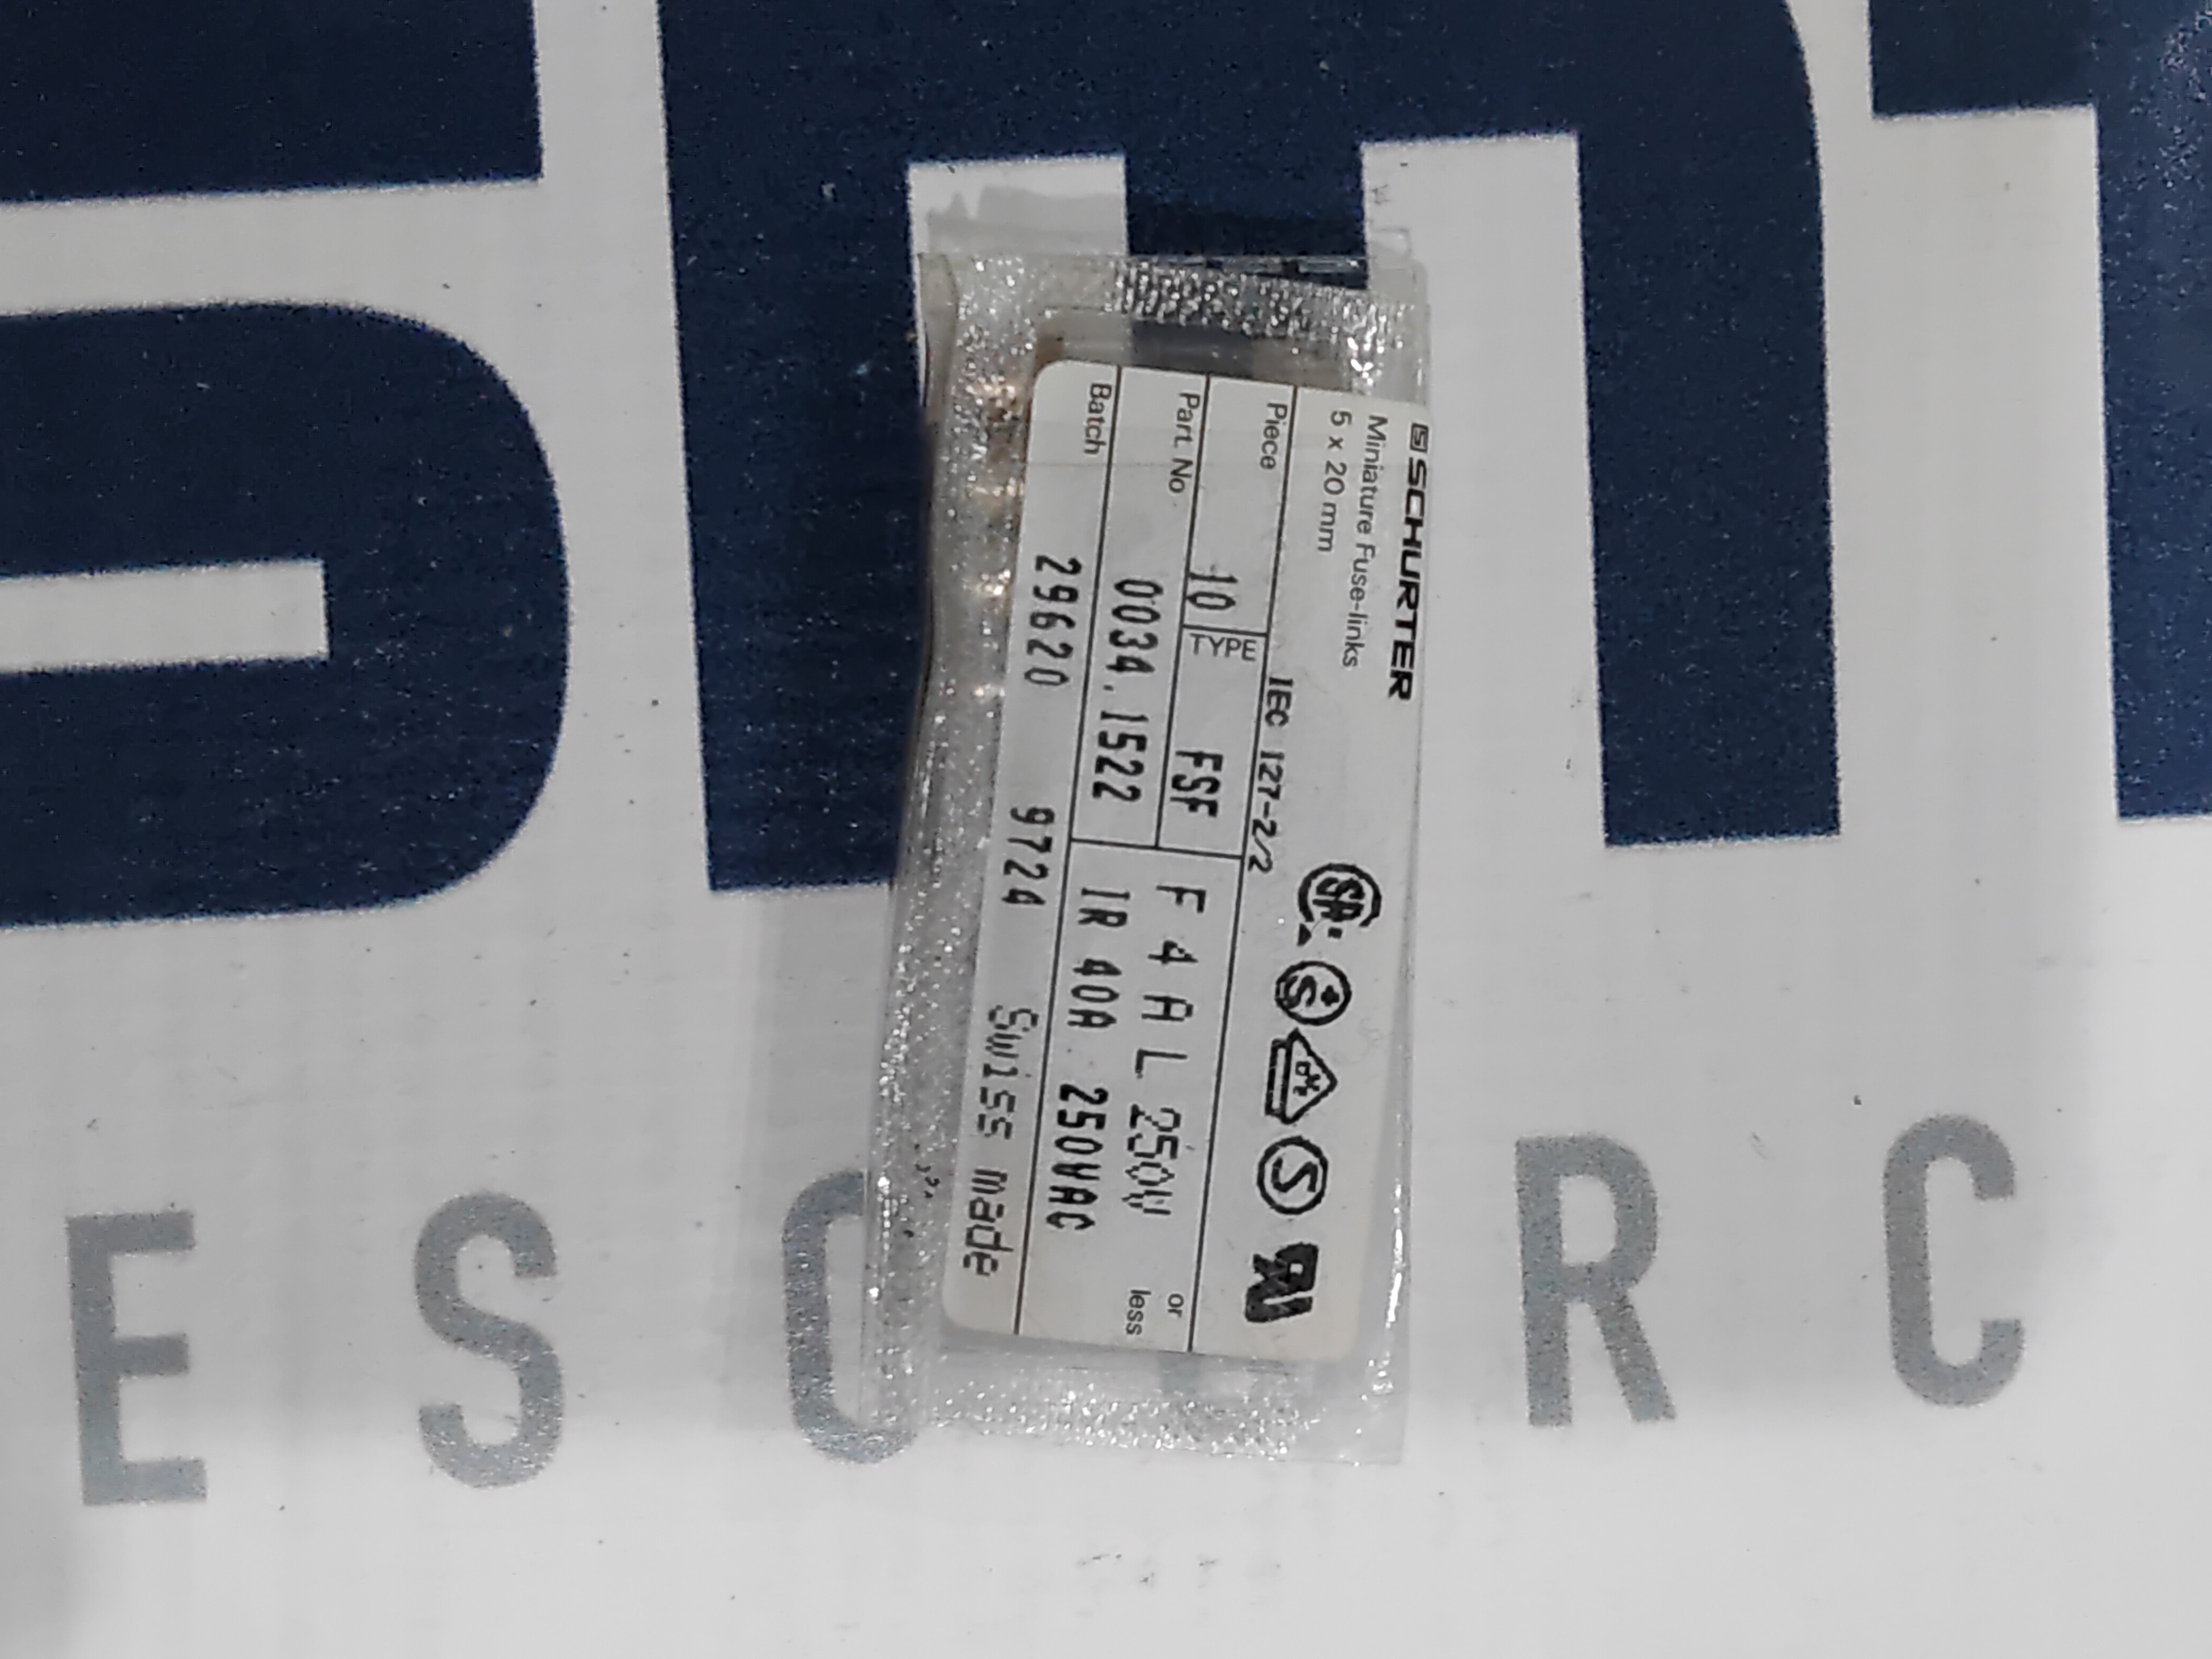 SCHURTER
Miniature Fuse-links
5 x 20 mm
IEC 127-2/2
Piece 10 TYPE FSF
F 4 A L 250V or less
Part. No 0034.1522
IR 40A 250VAC
Batch 29620 9724 Swiss made
E S R C